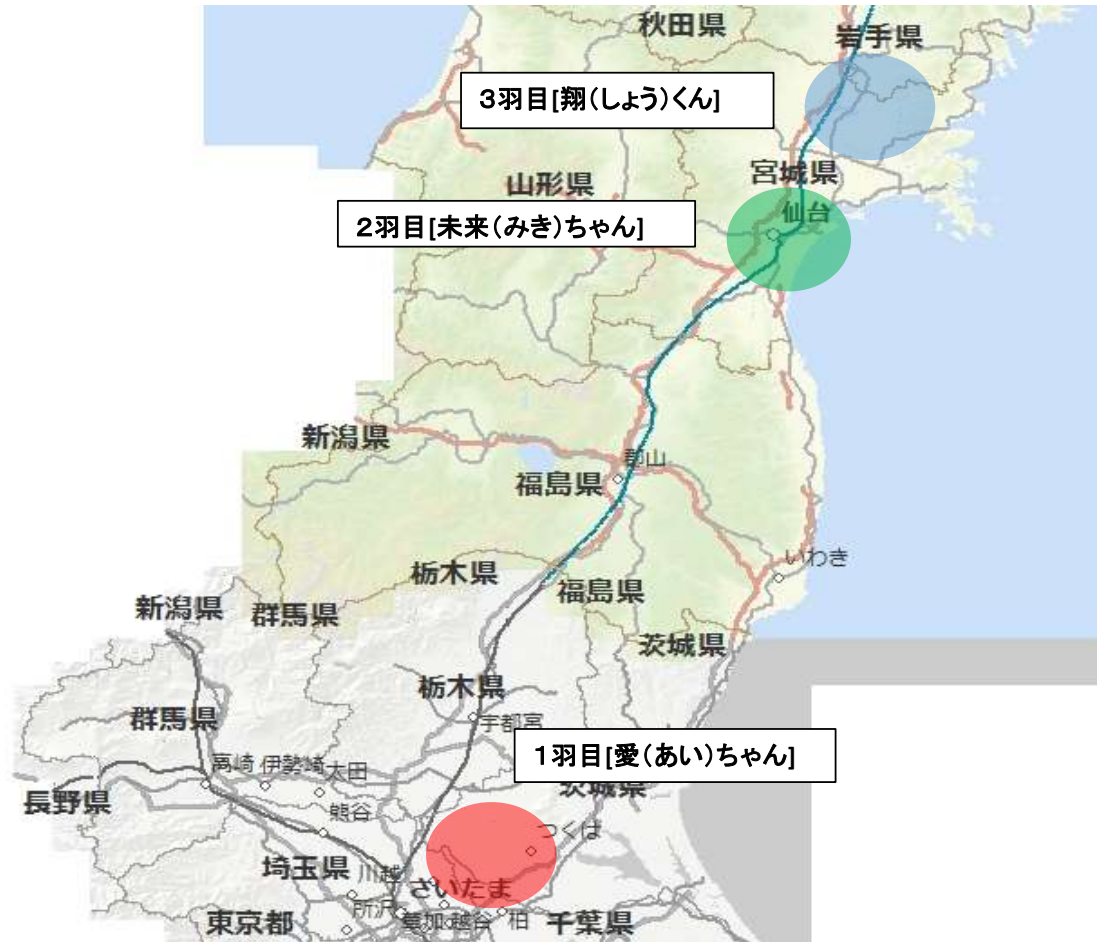 秋田県
岩手県
3羽目[翔(しょう)くん]
宮城県
山形県
仙台
2羽目[未来(みき)ちゃん]
新潟県
郡山
福島県
いわき
栃木県
福島県
新潟県
群馬県
茨城県
栃木県
群馬県
宇都宮
1羽目[愛(あい)ちゃん]
高崎
伊勢崎
太田
茨城県
長野県
熊谷
つくば
埼玉県
川越
さいたま
東京都
所沢
草加
越谷
柏
千葉県